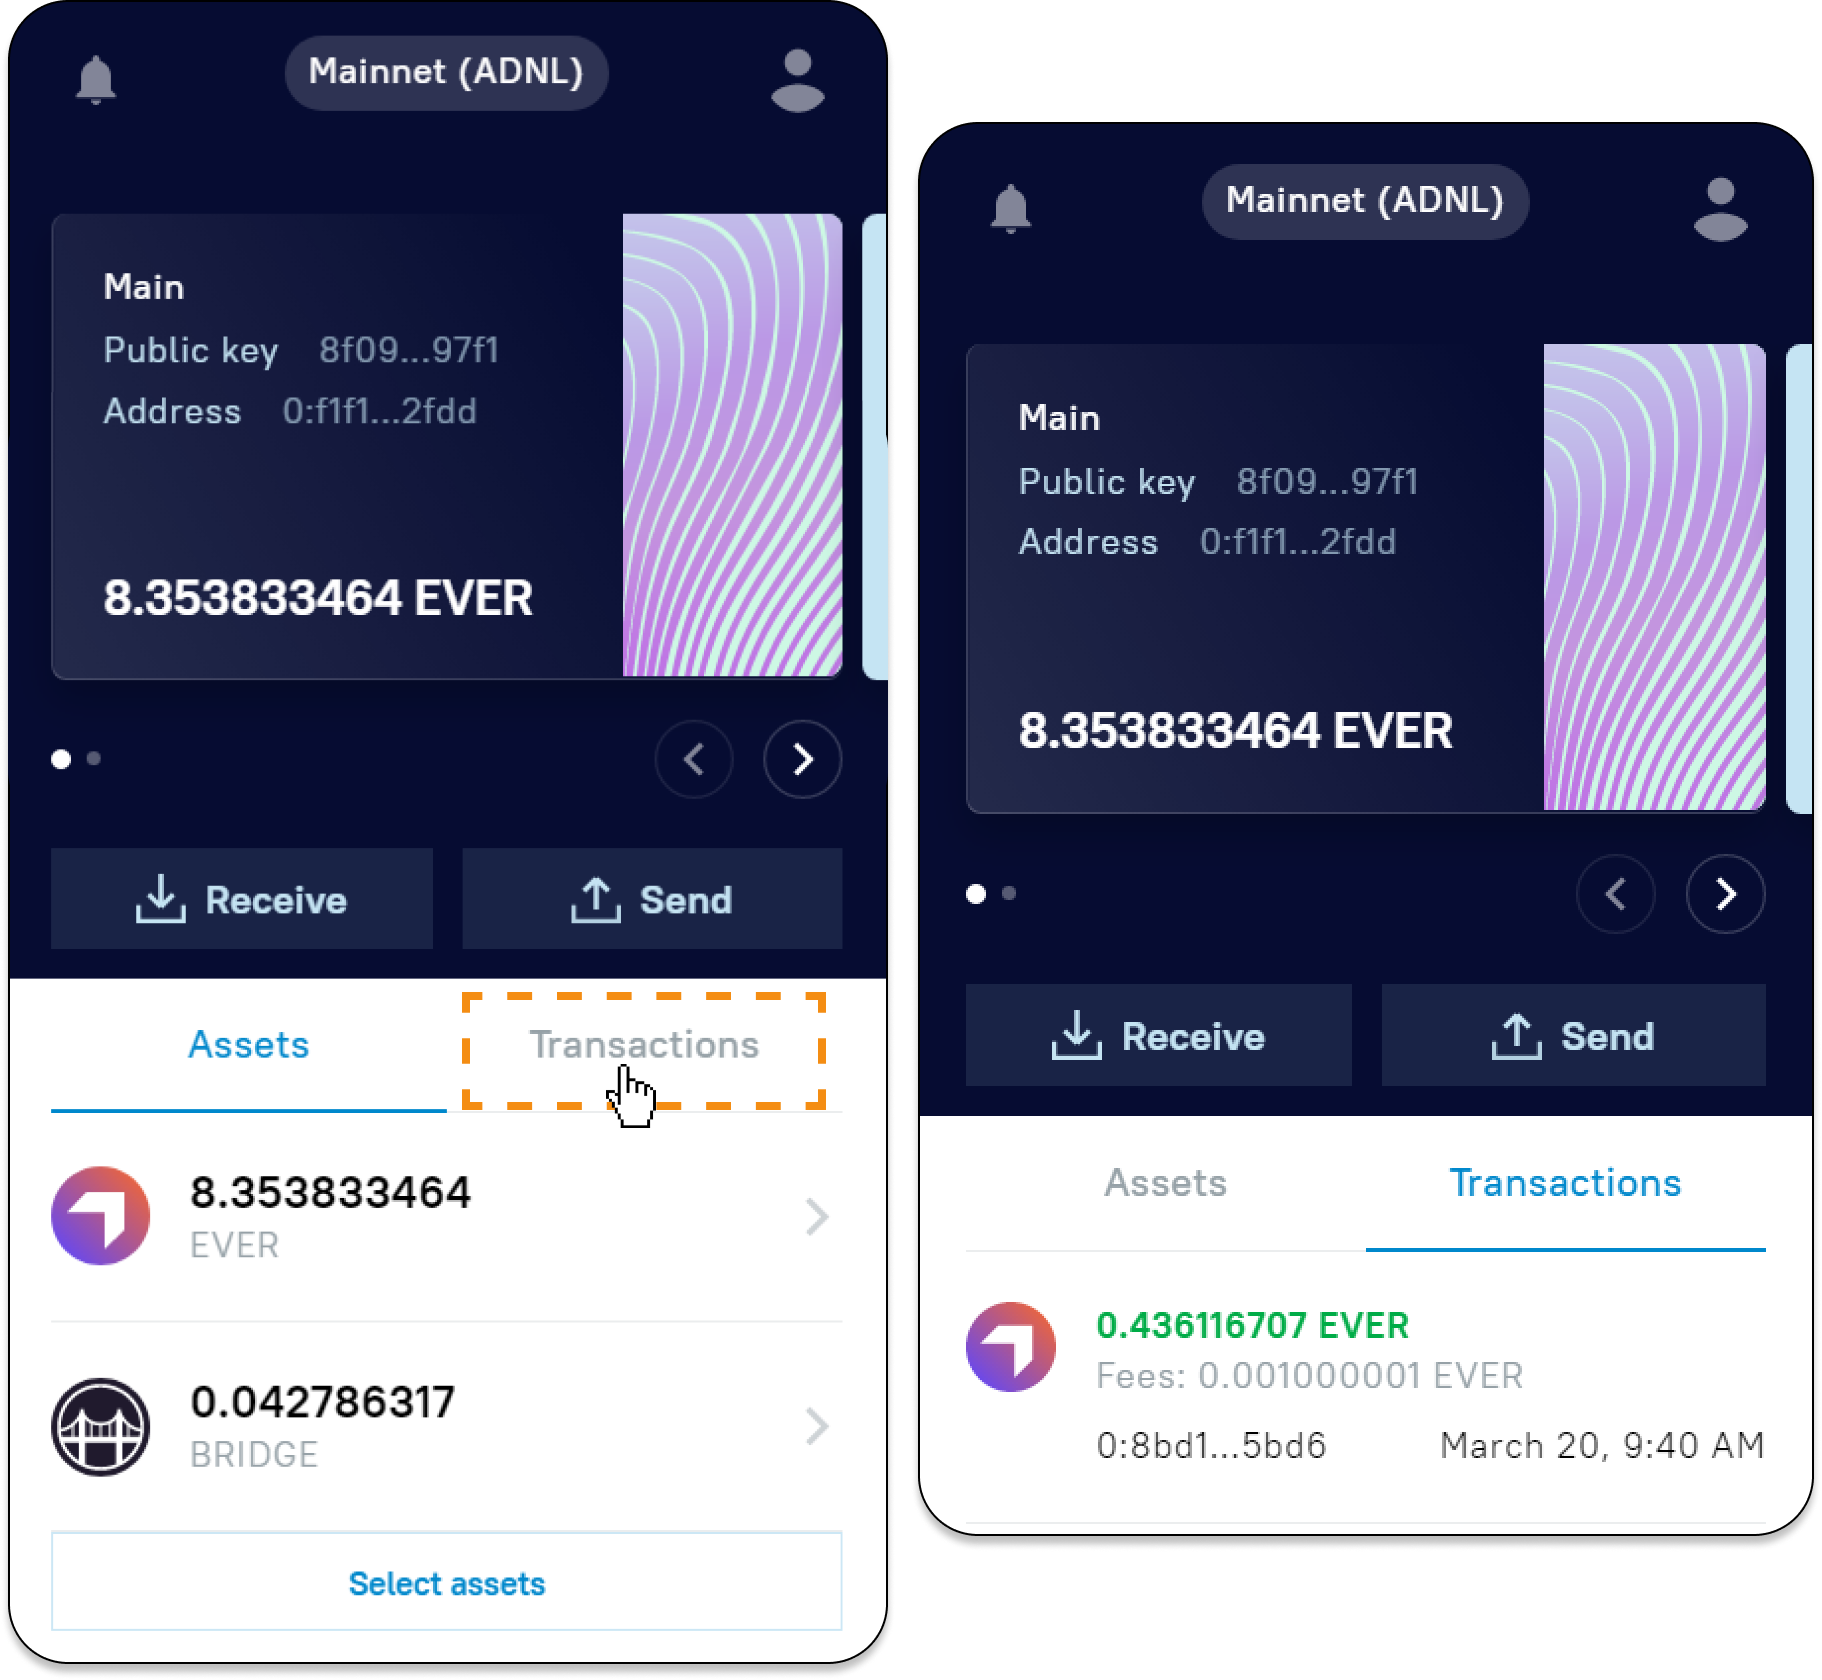 Mainnet (ADNL)
Main
Public key 8f09...97f1
Address 0:f1f1...2fdd
8.353833464 EVER
Receive
Send
Assets
Transactions
8.353833464
EVER
0.042786317
BRIDGE
Select assets
Mainnet (ADNL)
Main
Public key 8f09...97f1
Address 0:f1f1...2fdd
8.353833464 EVER
Receive
Send
Assets
Transactions
0.436116707 EVER
Fees: 0.001000001 EVER
0:8bd1...5bd6
March 20, 9:40 AM